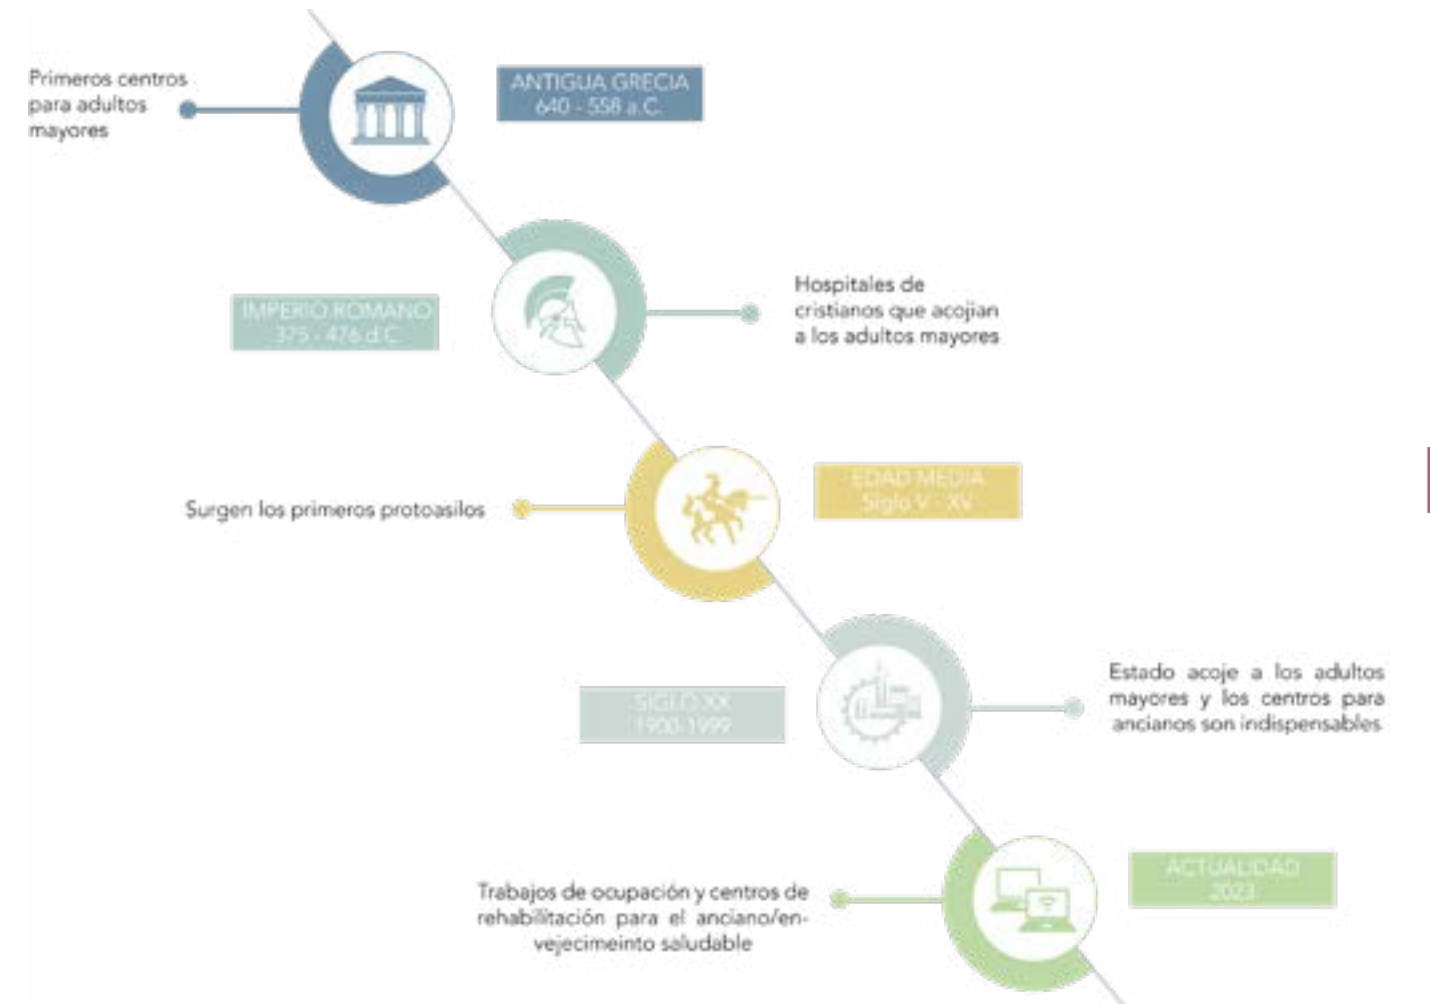 Primeros centros
para adultos
mayores
ANTIGUA GRECIA
640 - 558 a.C.
IMPERIO ROMANO
375 - 476 d.C
Hospitales de
cristianos que acojian
a los adultos mayores
Surgen los primeros protoasilos
EDAD MEDIA
Siglo V - XV
SIGLO XX
1900-1999
Estado acoje a los adultos
mayores y los centros para
ancianos son indispensables
Trabajos de ocupación y centros de
rehabilitación para el anciano/en-
vejecimeinto saludable
ACTUALIDAD
2023